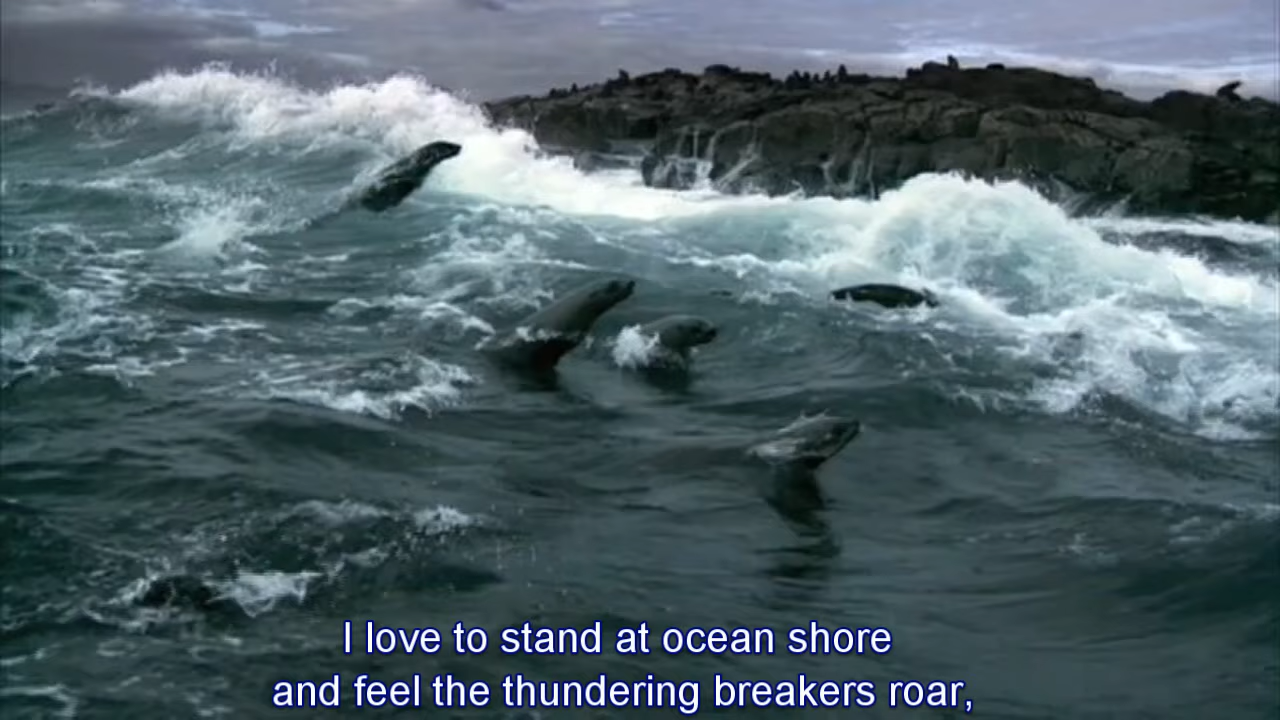 I love to stand at ocean shore
and feel the thundering breakers roar,